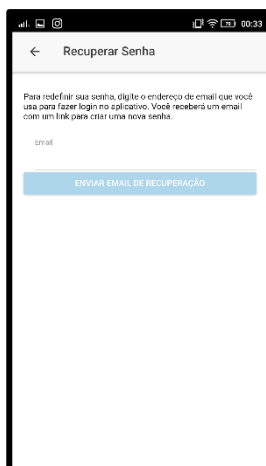 00:33
Recuperar Senha
Para redefinir sua senha, digite o endereço de email que você
usa para fazer login no aplicativo. Você receberá um email
com um link para criar uma nova senha.
Email
ENVIAR EMAIL DE RECUPERAÇÃO